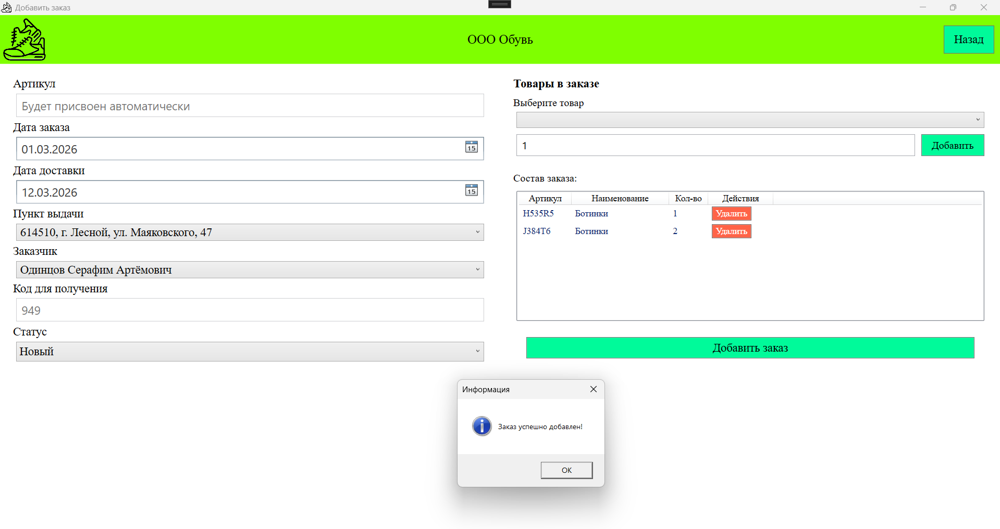 Добавить заказ
ООО Обувь
Назад
Артикул
Будет присвоен автоматически
Дата заказа
01.03.2026
15
Дата доставки
12.03.2026
15
Пункт выдачи
614510, г. Лесной, ул. Маяковского, 47
Заказчик
Одинцов Серафим Артёмович
Код для получения
949
Статус
Новый
Товары в заказе
Выберите товар
1
Добавить
Состав заказа:
Артикул Наименование Кол-во Действия
H535R5 Ботинки 1 Удалить
J384T6 Ботинки 2 Удалить
Добавить заказ
Информация
Заказ успешно добавлен!
ОК